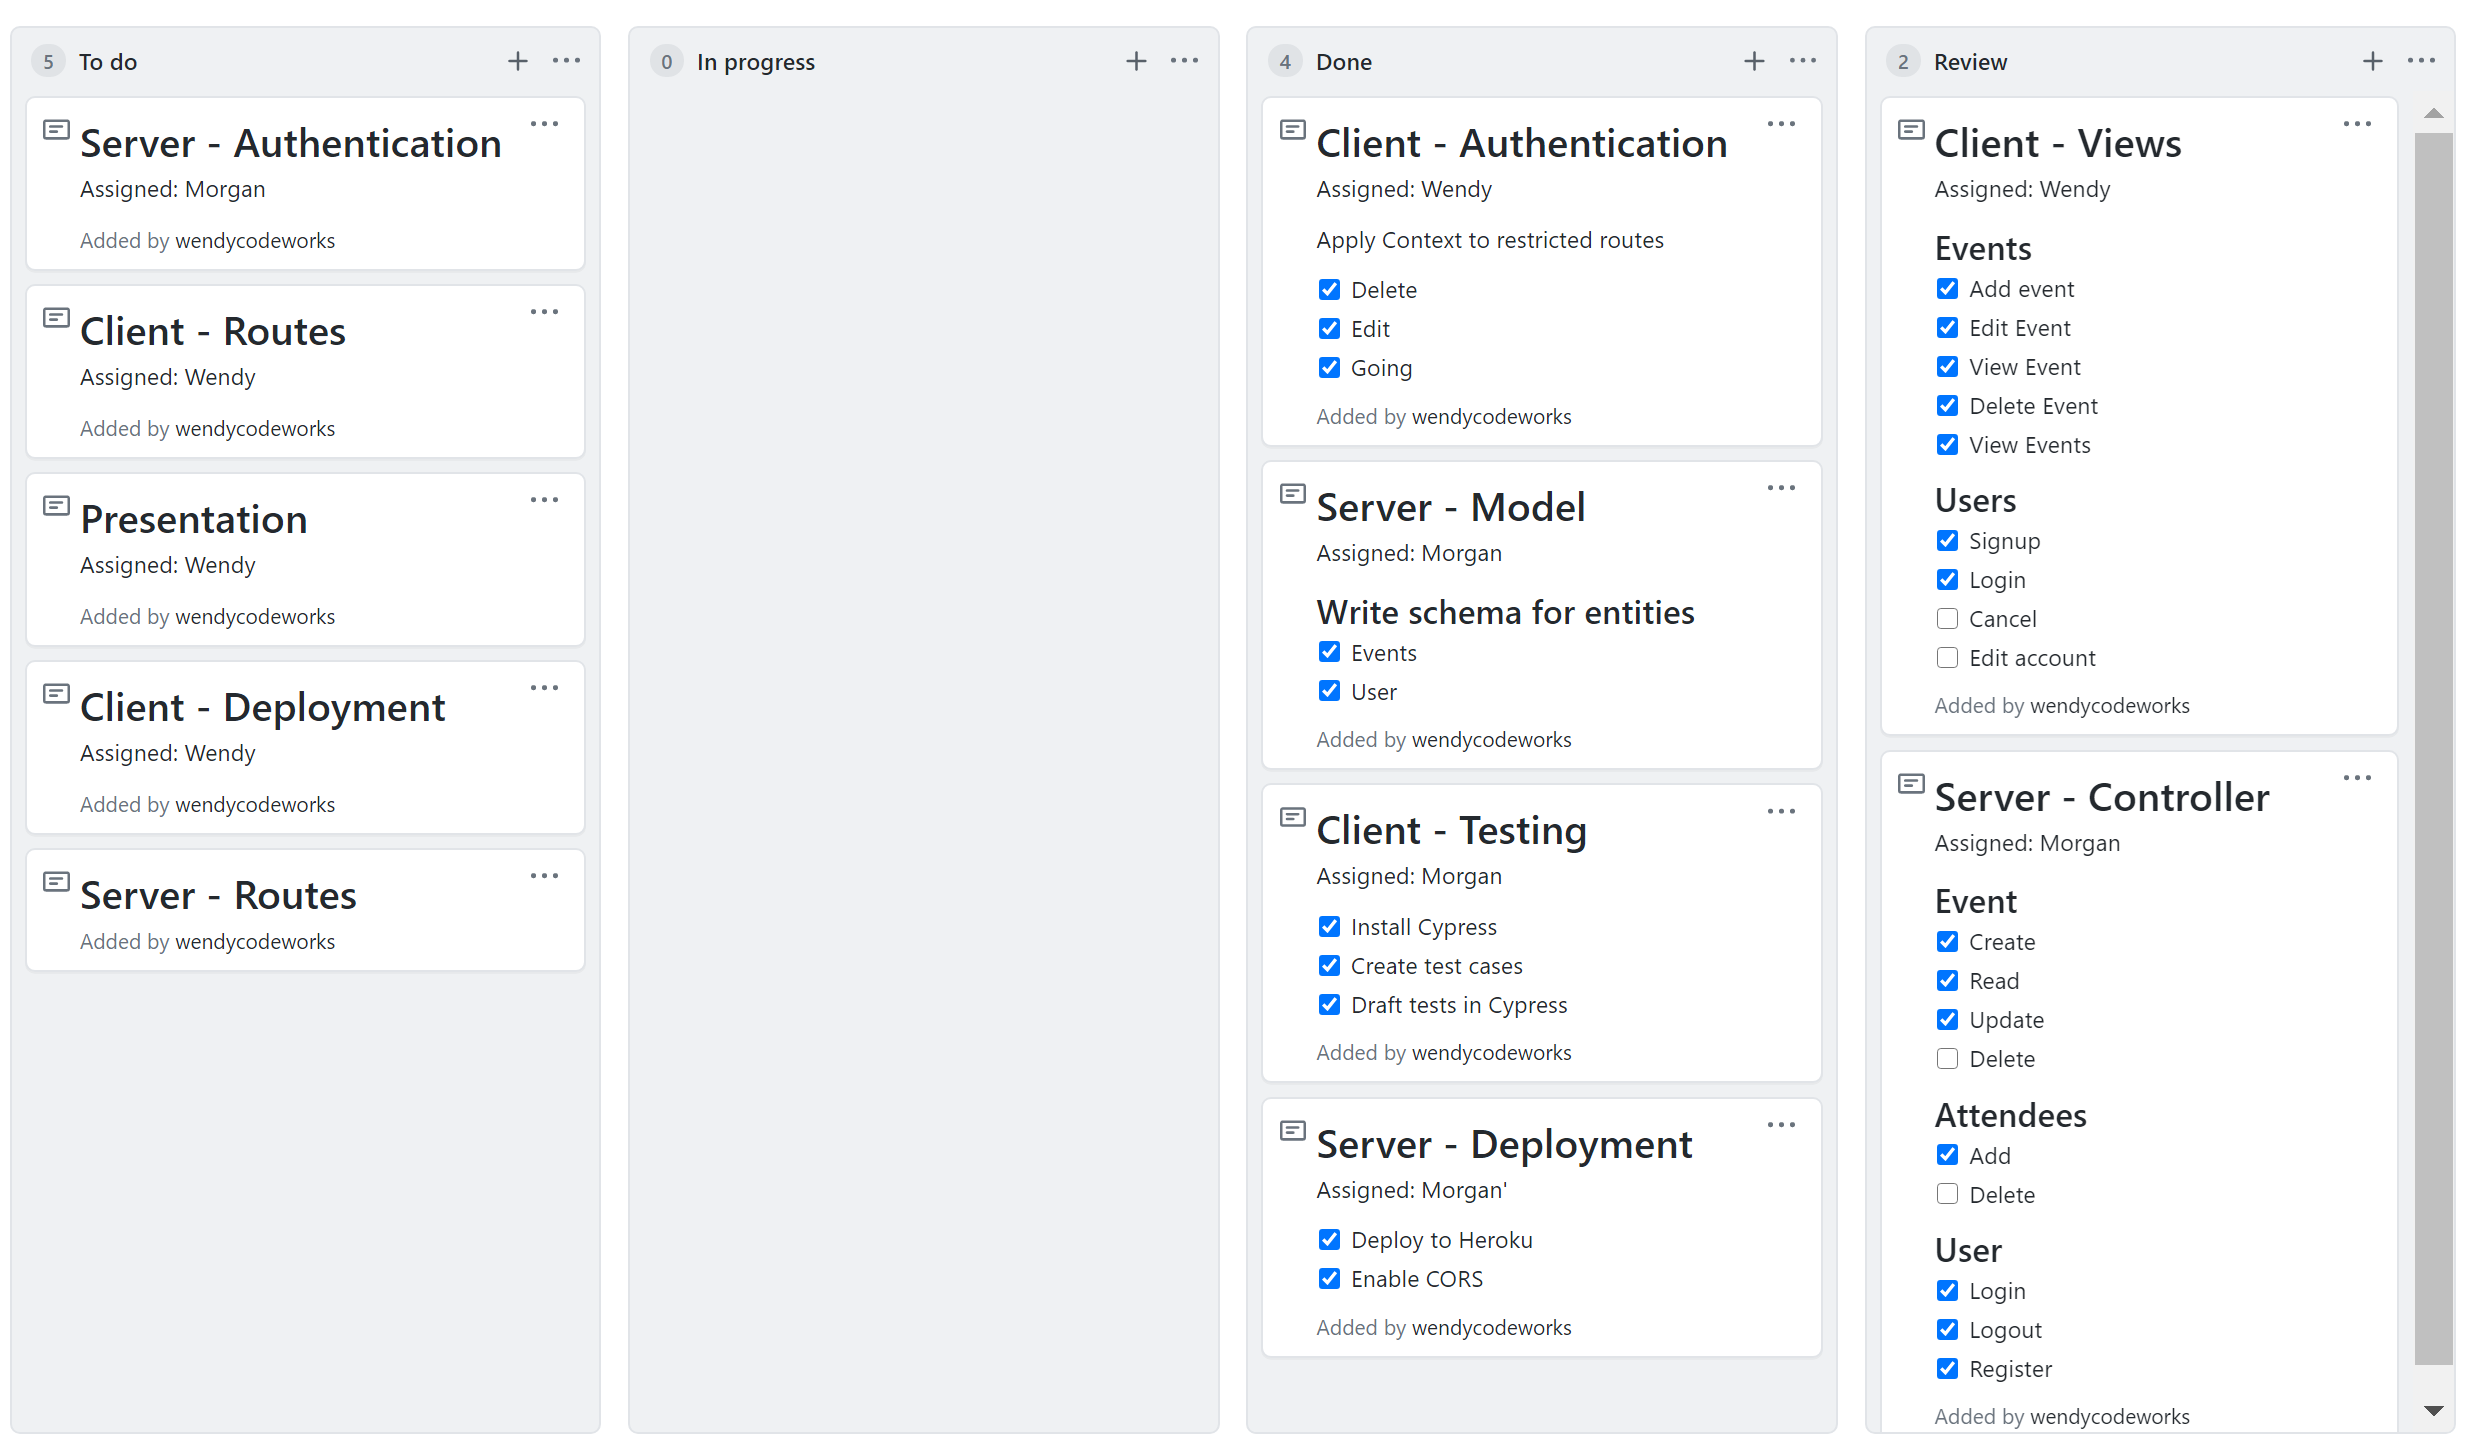 5 To do
Server - Authentication
Assigned: Morgan
Added by wendycodeworks
Client - Routes
Assigned: Wendy
Added by wendycodeworks
Presentation
Assigned: Wendy
Added by wendycodeworks
Client - Deployment
Assigned: Wendy
Added by wendycodeworks
Server - Routes
Added by wendycodeworks
0 In progress
4 Done
Client - Authentication
Assigned: Wendy
Apply Context to restricted routes
Delete
Edit
Going
Added by wendycodeworks
Server - Model
Assigned: Morgan
Write schema for entities
Events
User
Added by wendycodeworks
Client - Testing
Assigned: Morgan
Install Cypress
Create test cases
Draft tests in Cypress
Added by wendycodeworks
Server - Deployment
Assigned: Morgan'
Deploy to Heroku
Enable CORS
Added by wendycodeworks
2 Review
Client - Views
Assigned: Wendy
Events
Add event
Edit Event
View Event
Delete Event
View Events
Users
Signup
Login
Cancel
Edit account
Added by wendycodeworks
Server - Controller
Assigned: Morgan
Event
Create
Read
Update
Delete
Attendees
Add
Delete
User
Login
Logout
Register
Added by wendycodeworks